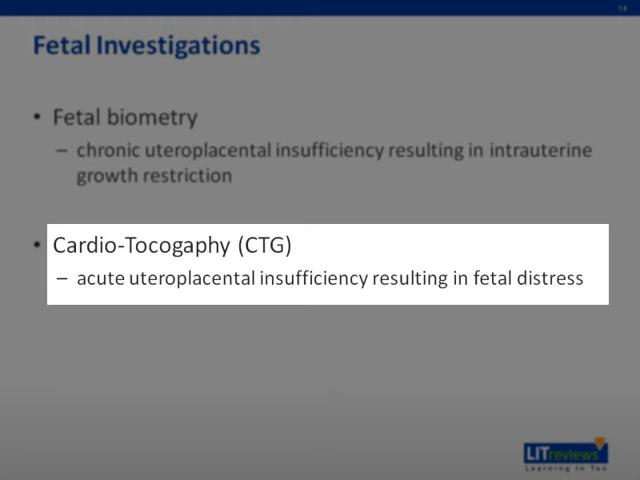 14
Fetal Investigations
• Fetal biometry
– chronic uteroplacental insufficiency resulting in intrauterine
growth restriction
• Cardio-Tocogaphy (CTG)
– acute uteroplacental insufficiency resulting in fetal distress
LITreviews
Learning In Ten